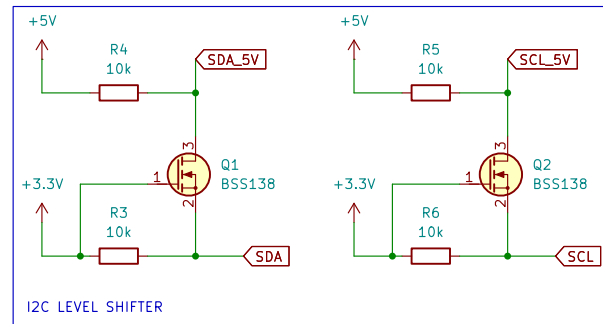 +5V
R4
10k
SDA_5V
3
Q1
BSS138
1
2
+3.3V
R3
10k
SDA
+5V
R5
10k
SCL_5V
3
Q2
BSS138
1
2
+3.3V
R6
10k
SCL
I2C LEVEL SHIFTER